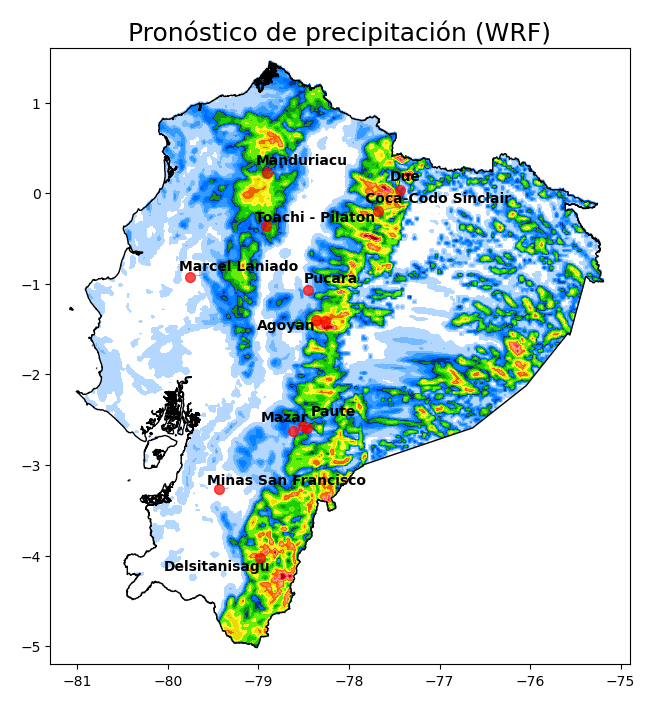 Pronóstico de precipitación (WRF)
1
Manduriacu
Due
0
Coca-Codo Sinclair
Toachi - Pilaton
Marcel Laniado
Pucara
−1
Agoyan
−2
Paute
Mazar
−3
Minas San Francisco
−4
Delsitanisagu
−5
−81 −80 −79 −78 −77 −76 −75